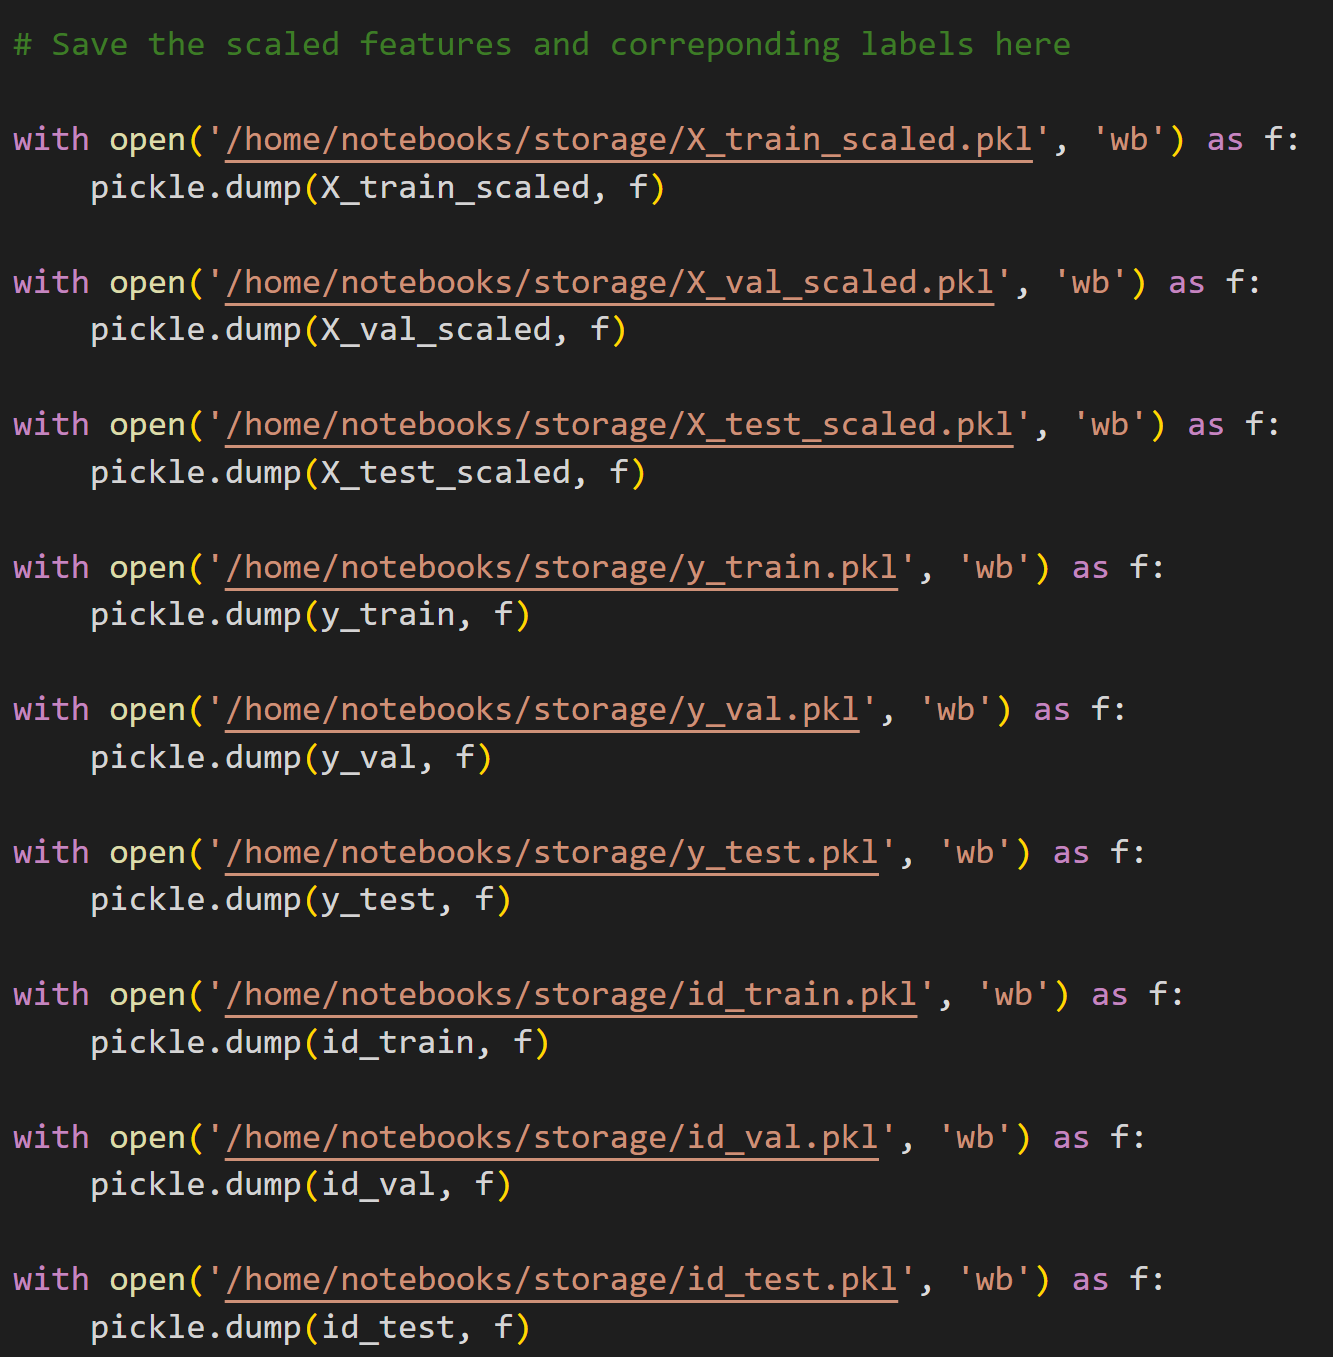 # Save the scaled features and correponding labels here
with open('/home/notebooks/storage/X_train_scaled.pkl', 'wb') as f:
    pickle.dump(X_train_scaled, f)
with open('/home/notebooks/storage/X_val_scaled.pkl', 'wb') as f:
    pickle.dump(X_val_scaled, f)
with open('/home/notebooks/storage/X_test_scaled.pkl', 'wb') as f:
    pickle.dump(X_test_scaled, f)
with open('/home/notebooks/storage/y_train.pkl', 'wb') as f:
    pickle.dump(y_train, f)
with open('/home/notebooks/storage/y_val.pkl', 'wb') as f:
    pickle.dump(y_val, f)
with open('/home/notebooks/storage/y_test.pkl', 'wb') as f:
    pickle.dump(y_test, f)
with open('/home/notebooks/storage/id_train.pkl', 'wb') as f:
    pickle.dump(id_train, f)
with open('/home/notebooks/storage/id_val.pkl', 'wb') as f:
    pickle.dump(id_val, f)
with open('/home/notebooks/storage/id_test.pkl', 'wb') as f:
    pickle.dump(id_test, f)